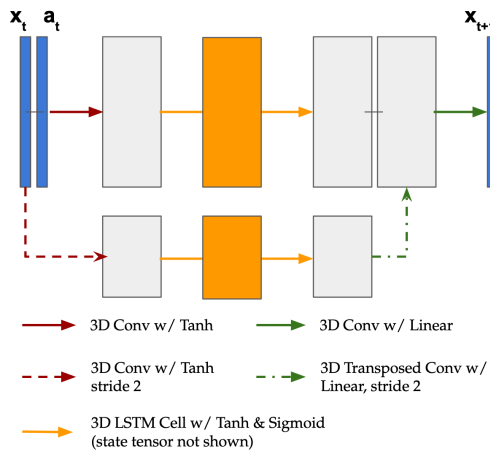 xt at xt+
3D Conv w/ Tanh
3D Conv w/ Linear
3D Conv w/ Tanh
stride 2
3D Transposed Conv w/
Linear, stride 2
3D LSTM Cell w/ Tanh & Sigmoid
(state tensor not shown)